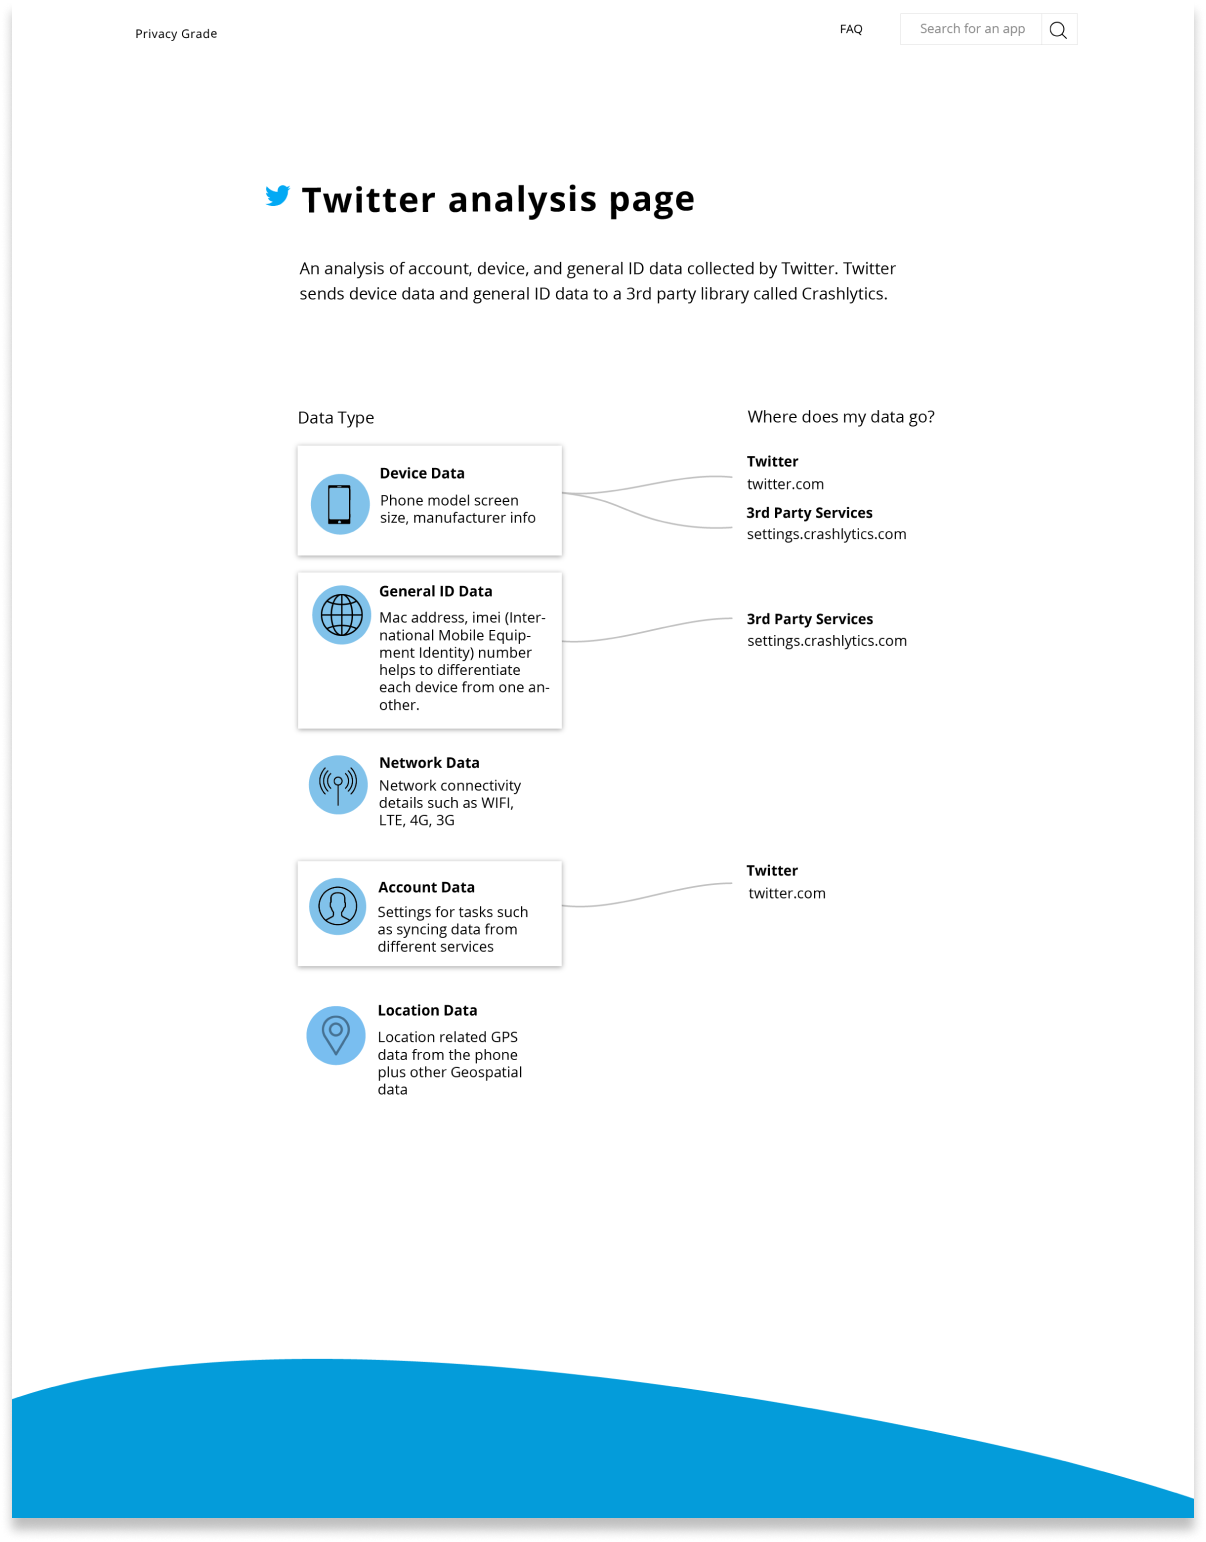 Privacy Grade
FAQ
Search for an app
Twitter analysis page
An analysis of account, device, and general ID data collected by Twitter. Twitter
sends device data and general ID data to a 3rd party library called Crashlytics.
Data Type
Where does my data go?
Device Data
Phone model screen
size, manufacturer info
Twitter
twitter.com
3rd Party Services
settings.crashlytics.com
General ID Data
Mac address, imei (Inter-
national Mobile Equip-
ment Identity) number
helps to differentiate
each device from one an-
other.
3rd Party Services
settings.crashlytics.com
Network Data
Network connectivity
details such as WIFI,
LTE, 4G, 3G
Account Data
Settings for tasks such
as syncing data from
different services
Twitter
twitter.com
Location Data
Location related GPS
data from the phone
plus other Geospatial
data